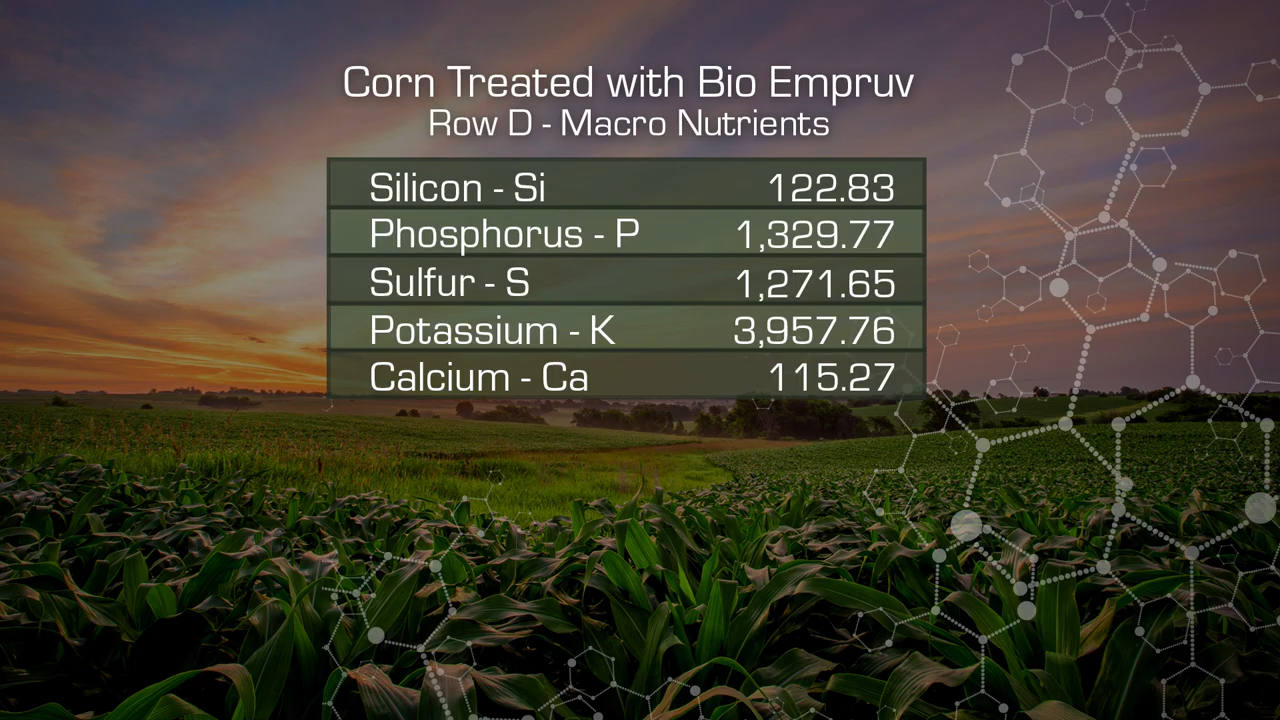 Corn Treated with Bio Empruv
Row D - Macro Nutrients
Silicon - Si 122.83
Phosphorus - P 1,329.77
Sulfur - S 1,271.65
Potassium - K 3,957.76
Calcium - Ca 115.27